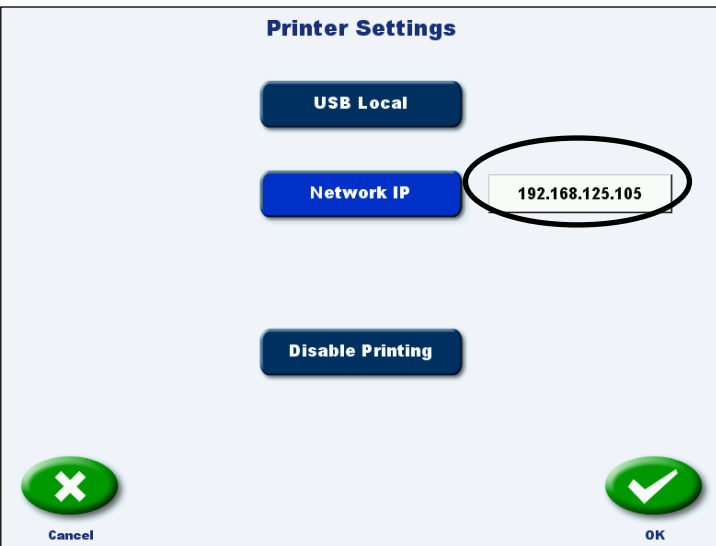 Printer Settings
USB Local
Network IP 192.168.125.105
Disable Printing
Cancel OK